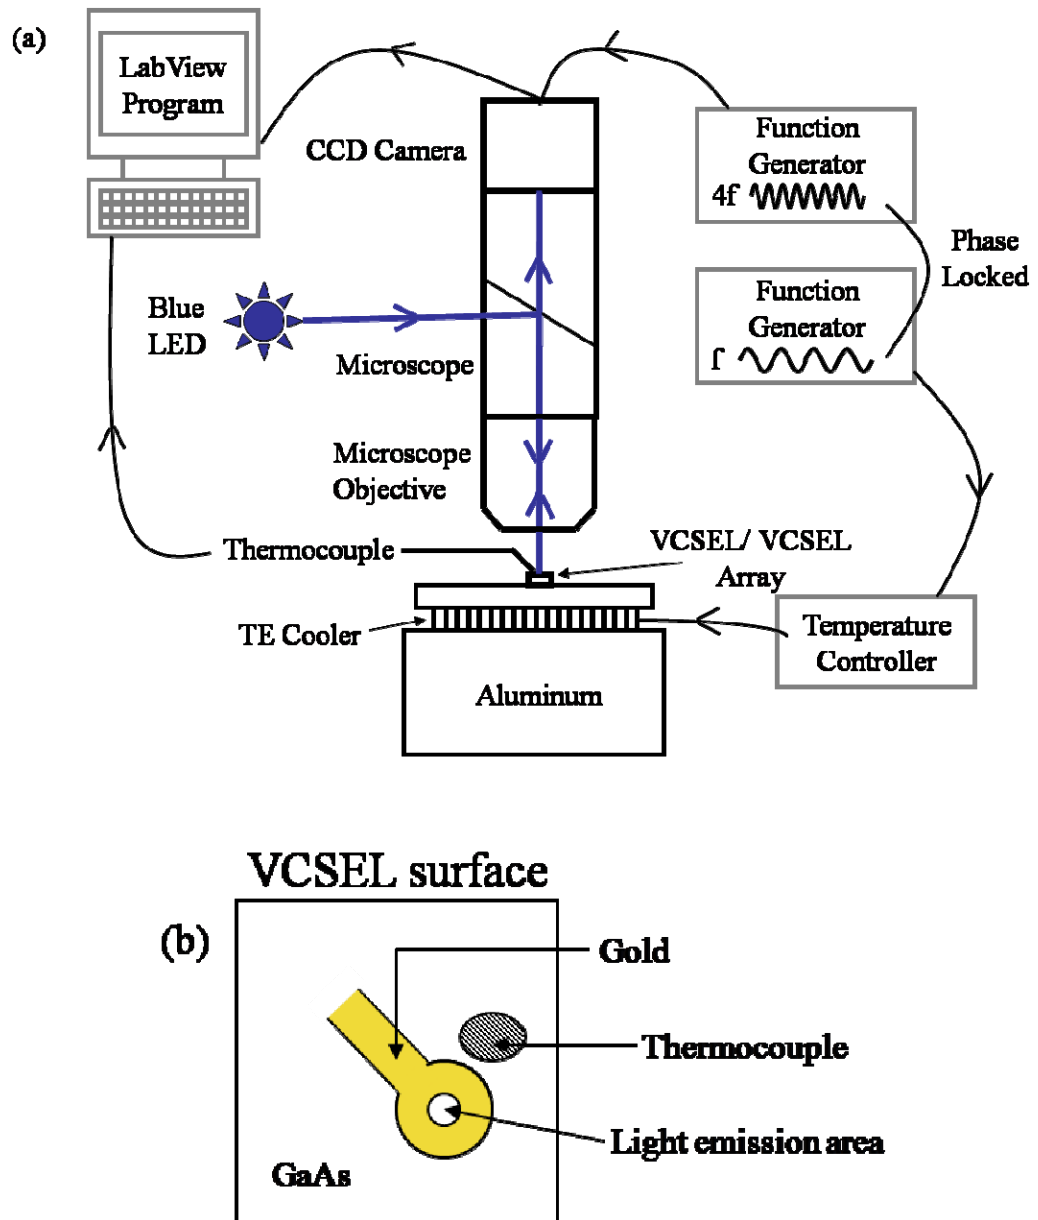 (a)
LabView
Program
CCD Camera
Function
Generator
4f
Phase
Locked
Function
Generator
f
Blue
LED
Microscope
Microscope
Objective
Thermocouple
VCSEL/ VCSEL
Array
TE Cooler
Temperature
Controller
Aluminum
VCSEL surface
(b)
Gold
Thermocouple
Light emission area
GaAs